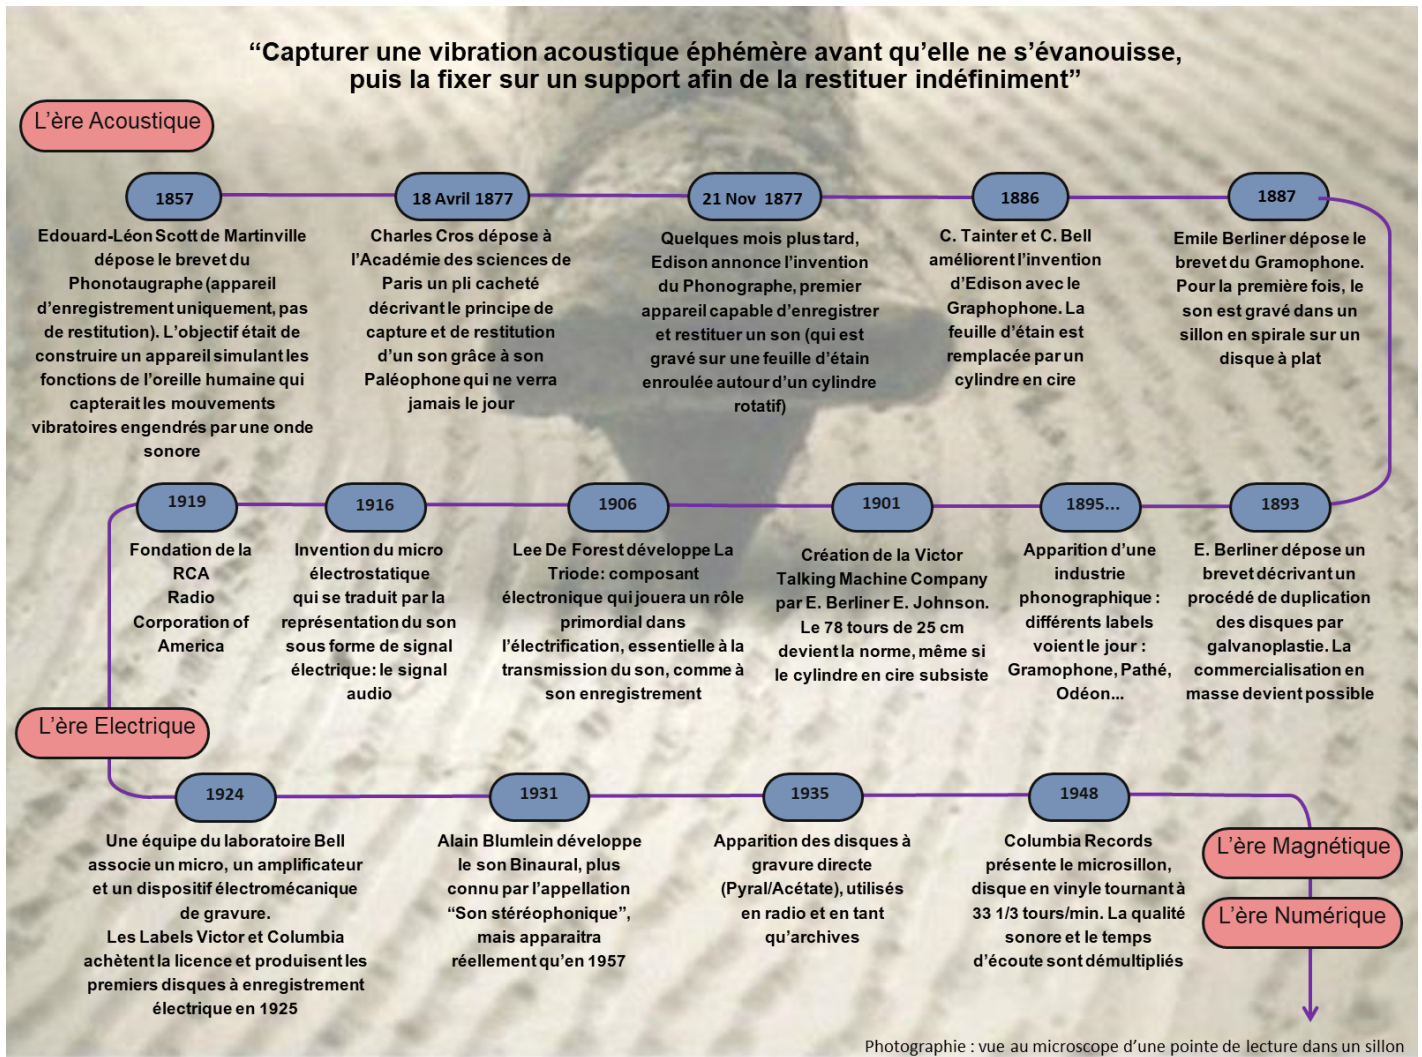 “Capturer une vibration acoustique éphémère avant qu’elle ne s’évanouisse,
puis la fixer sur un support afin de la restituer indéfiniment”
L’ère Acoustique
1857
Edouard-Léon Scott de Martinville
dépose le brevet du
Phonotaugraphe (appareil
d’enregistrement uniquement, pas
de restitution). L’objectif était de
construire un appareil simulant les
fonctions de l’oreille humaine qui
capterait les mouvements
vibratoires engendrés par une onde
sonore
18 Avril 1877
Charles Cros dépose à
l’Académie des sciences de
Paris un pli cacheté
décrivant le principe de
capture et de restitution
d’un son grâce à son
Paléophone qui ne verra
jamais le jour
21 Nov 1877
Quelques mois plus tard,
Edison annonce l’invention
du Phonographe, premier
appareil capable d’enregistrer
et restituer un son (qui est
gravé sur une feuille d’étain
enroulée autour d’un cylindre
rotatif)
1886
C. Tainter et C. Bell
améliorent l’invention
d’Edison avec le
Graphophone. La
feuille d’étain est
remplacée par un
cylindre en cire
1887
Emile Berliner dépose le
brevet du Gramophone.
Pour la première fois, le
son est gravé dans un
sillon en spirale sur un
disque à plat
1893
E. Berliner dépose un
brevet décrivant un
procédé de duplication
des disques par
galvanoplastie. La
commercialisation en
masse devient possible
1895...
Apparition d’une
industrie
phonographique :
différents labels
voient le jour :
Gramophone, Pathé,
Odéon...
1901
Création de la Victor
Talking Machine Company
par E. Berliner E. Johnson.
Le 78 tours de 25 cm
devient la norme, même si
le cylindre en cire subsiste
1906
Lee De Forest développe La
Triode: composant
électronique qui jouera un rôle
primordial dans
l’électrification, essentielle à la
transmission du son, comme à
son enregistrement
1916
Invention du micro
électrostatique
qui se traduit par la
représentation du son
sous forme de signal
électrique: le signal
audio
1919
Fondation de la
RCA
Radio
Corporation of
America
L’ère Electrique
1924
Une équipe du laboratoire Bell
associe un micro, un amplificateur
et un dispositif électromécanique
de gravure.
Les Labels Victor et Columbia
achètent la licence et produisent les
premiers disques à enregistrement
électrique en 1925
1931
Alain Blumlein développe
le son Binaural, plus
connu par l’appellation
“Son stéréophonique”,
mais apparaitra
réellement qu’en 1957
1935
Apparition des disques à
gravure directe
(Pyral/Acétate), utilisés
en radio et en tant
qu’archives
1948
Columbia Records
présente le microsillon,
disque en vinyle tournant à
33 1/3 tours/min. La qualité
sonore et le temps
d’écoute sont démultipliés
L’ère Magnétique
L’ère Numérique
Photographie : vue au microscope d’une pointe de lecture dans un sillon